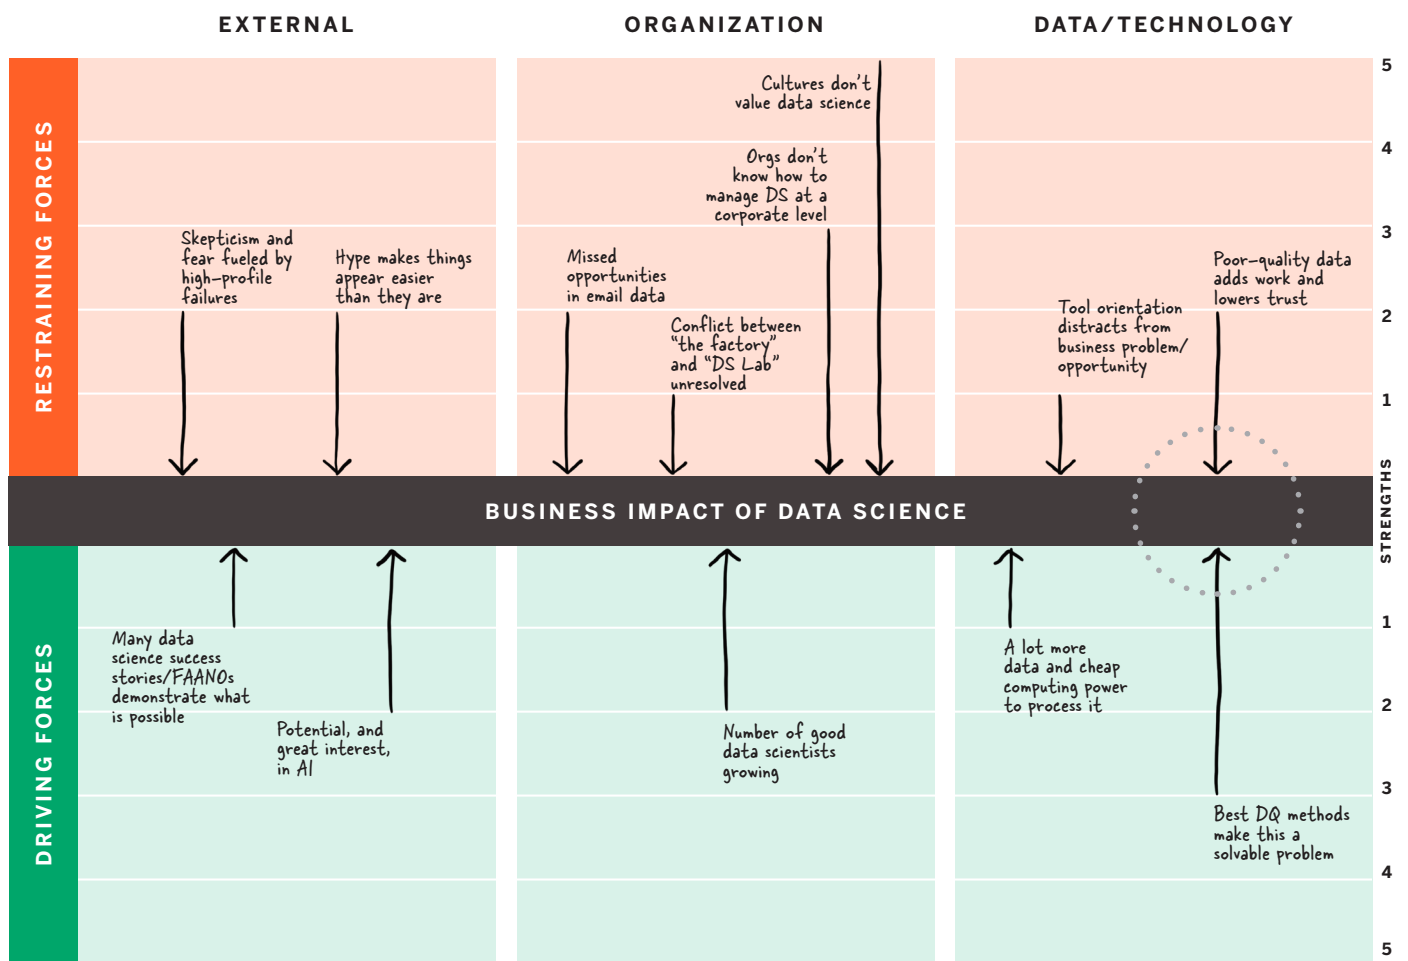 EXTERNAL
ORGANIZATION
DATA/TECHNOLOGY
RESTRAINING FORCES
Skepticism and
fear fueled by
high-profile
failures
Hype makes things
appear easier
than they are
Missed
opportunities
in email data
Conflict between
“the factory”
and “DS Lab”
unresolved
Orgs don’t
know how to
manage DS at a
corporate level
Cultures don’t
value data science
Tool orientation
distracts from
business problem/
opportunity
Poor-quality data
adds work and
lowers trust
5
4
3
2
1
STRENGTHS
BUSINESS IMPACT OF DATA SCIENCE
DRIVING FORCES
Many data
science success
stories/FAANOs
demonstrate what
is possible
Potential, and
great interest,
in AI
Number of good
data scientists
growing
A lot more
data and cheap
computing power
to process it
Best DQ methods
make this a
solvable problem
1
2
3
4
5